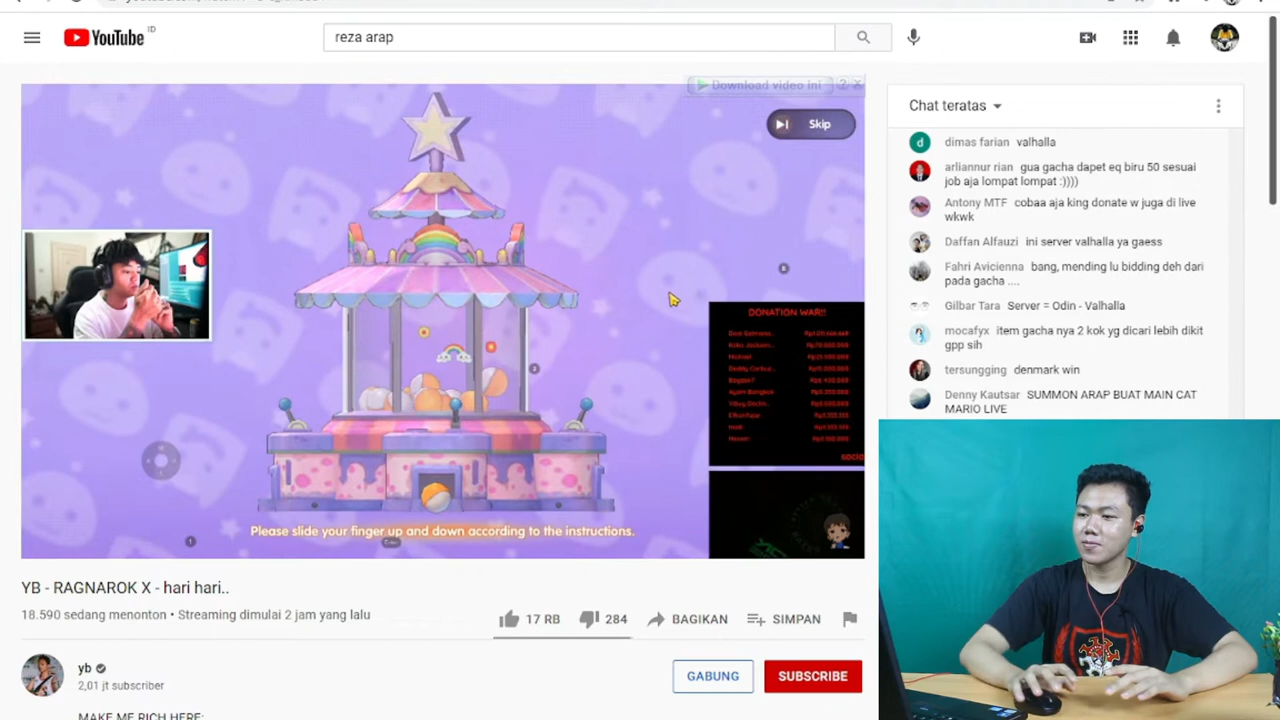 YouTube ID
reza arap
Download video ini
Skip
DONATION WAR!!
Please slide your finger up and down according to the instructions.
YB - RAGNAROK X - hari hari..
18.590 sedang menonton • Streaming dimulai 2 jam yang lalu
17 RB
284
BAGIKAN
SIMPAN
yb
2,01 jt subscriber
GABUNG
SUBSCRIBE
MAKE ME RICH HERE:
Chat teratas
dimas farian valhalla
arliannur rian gua gacha dapet eq biru 50 sesuai
job aja lompat lompat :))))
Antony MTF cobaa aja king donate w juga di live
wkwk
Daffan Alfauzi ini server valhalla ya gaess
Fahri Avicienna bang, mending lu bidding deh dari
pada gacha ....
Gilbar Tara Server = Odin - Valhalla
mocafyx item gacha nya 2 kok yg dicari lebih dikit
gpp sih
tersungging denmark win
Denny Kautsar SUMMON ARAP BUAT MAIN CAT
MARIO LIVE